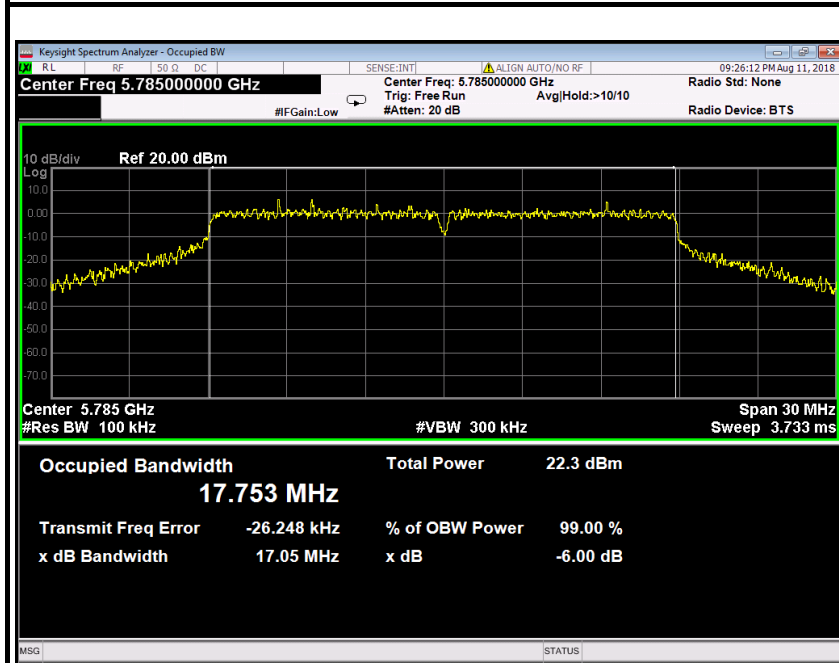 Keysight Spectrum Analyzer - Occupied BW
RL RF 50 Ω DC SENSE:INT ALIGN AUTO/NO RF 09:26:12 PM Aug 11, 2018
Center Freq 5.785000000 GHz Center Freq: 5.785000000 GHz Radio Std: None
Trig: Free Run Avg|Hold:>10/10
#IFGain:Low #Atten: 20 dB Radio Device: BTS
10 dB/div Ref 20.00 dBm
Log
10.0
0.00
-10.0
-20.0
-30.0
-40.0
-50.0
-60.0
-70.0
Center 5.785 GHz Span 30 MHz
#Res BW 100 kHz #VBW 300 kHz Sweep 3.733 ms
Occupied Bandwidth Total Power 22.3 dBm
17.753 MHz
Transmit Freq Error -26.248 kHz % of OBW Power 99.00 %
x dB Bandwidth 17.05 MHz x dB -6.00 dB
MSG STATUS